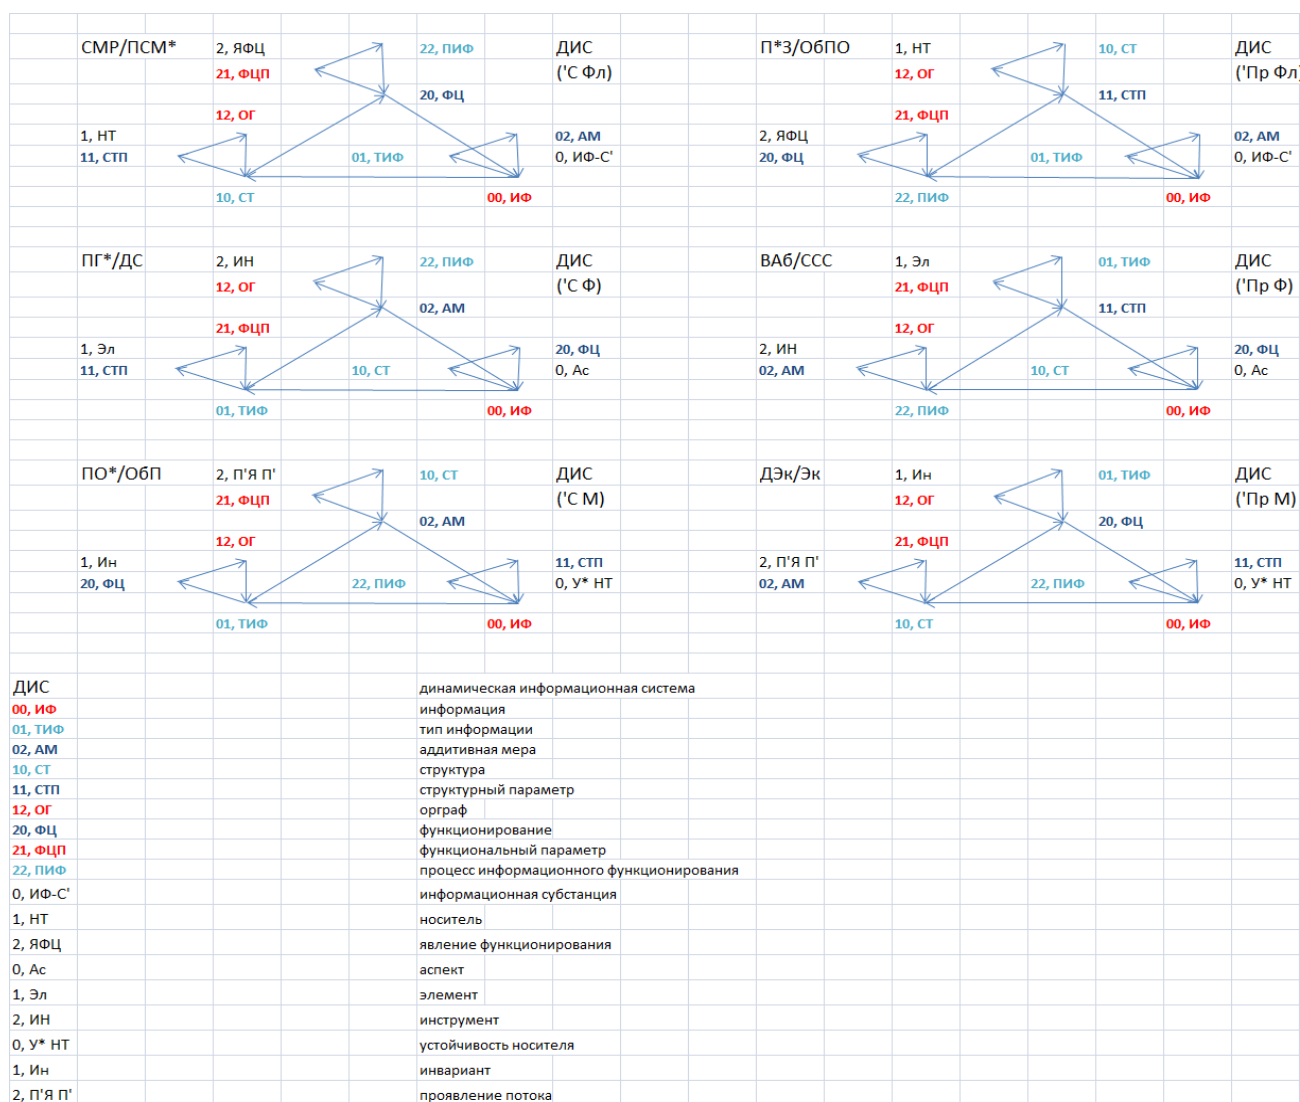 СМР/ПСМ* 2, ЯФЦ 22, ПИФ ДИС П*З/ОбПО 1, НТ 10, СТ ДИС
21, ФЦП ('С Фл) 12, ОГ ('Пр Фл)
20, ФЦ 11, СТП
12, ОГ 21, ФЦП
1, НТ 02, АМ 2, ЯФЦ 02, АМ
11, СТП 01, ТИФ 0, ИФ-С' 20, ФЦ 01, ТИФ 0, ИФ-С'
10, СТ 00, ИФ 22, ПИФ 00, ИФ
ПГ*/ДС 2, ИН 22, ПИФ ДИС ВАб/ССС 1, Эл 01, ТИФ ДИС
12, ОГ ('С Ф) 21, ФЦП ('Пр Ф)
02, АМ 11, СТП
21, ФЦП 12, ОГ
1, Эл 20, ФЦ 2, ИН 20, ФЦ
11, СТП 10, СТ 0, Ас 02, АМ 10, СТ 0, Ас
01, ТИФ 00, ИФ 22, ПИФ 00, ИФ
ПО*/ОбП 2, П'Я П' 10, СТ ДИС ДЭк/Эк 1, Ин 01, ТИФ ДИС
21, ФЦП ('С М) 12, ОГ ('Пр М)
02, АМ 20, ФЦ
12, ОГ 21, ФЦП
1, Ин 11, СТП 2, П'Я П' 11, СТП
20, ФЦ 22, ПИФ 0, У* НТ 02, АМ 22, ПИФ 0, У* НТ
01, ТИФ 00, ИФ 10, СТ 00, ИФ
ДИС динамическая информационная система
00, ИФ информация
01, ТИФ тип информации
02, АМ аддитивная мера
10, СТ структура
11, СТП структурный параметр
12, ОГ орграф
20, ФЦ функционирование
21, ФЦП функциональный параметр
22, ПИФ процесс информационного функционирования
0, ИФ-С' информационная субстанция
1, НТ носитель
2, ЯФЦ явление функционирования
0, Ас аспект
1, Эл элемент
2, ИН инструмент
0, У* НТ устойчивость носителя
1, Ин инвариант
2, П'Я П' проявление потока